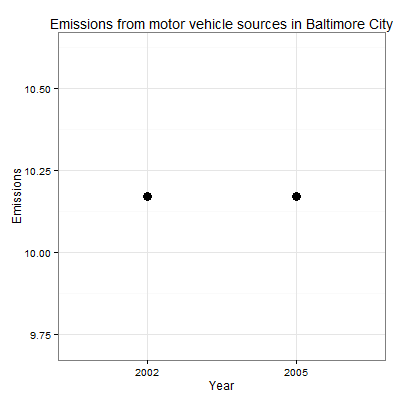 Emissions from motor vehicle sources in Baltimore City
10.50
10.25
10.00
9.75
Emissions
2002 2005
Year